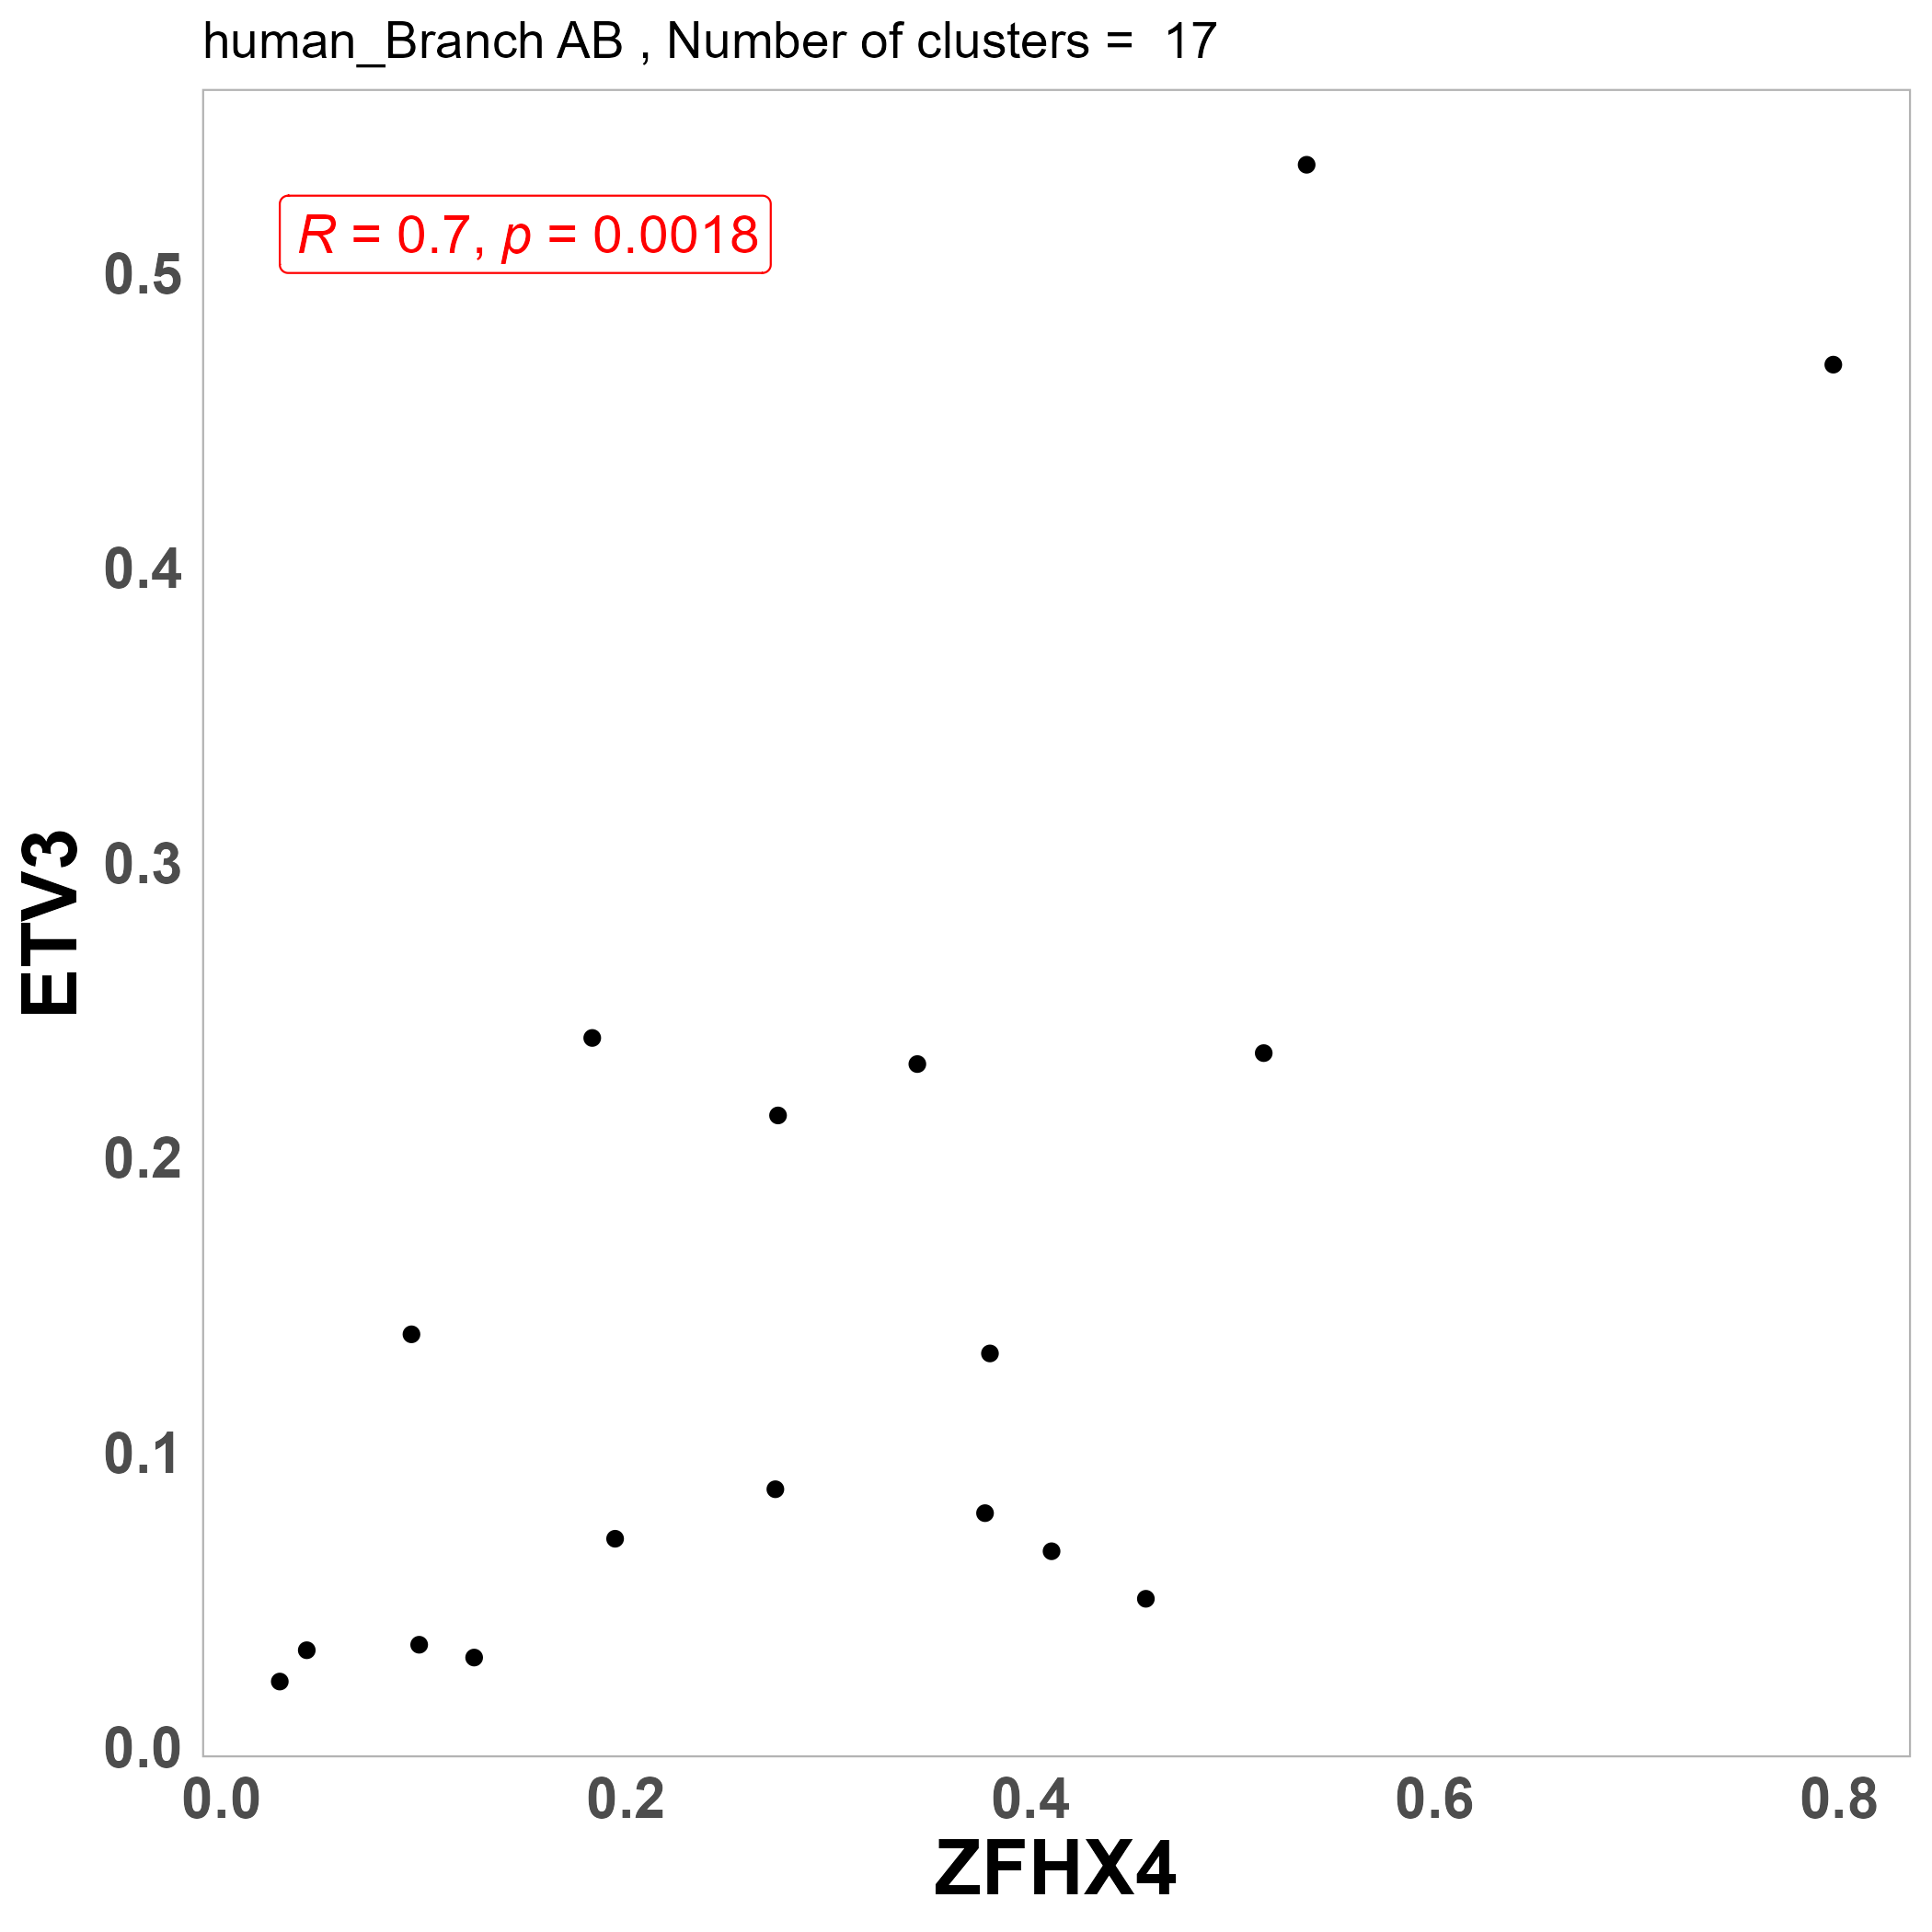 human_Branch AB , Number of clusters =  17
R = 0.7, p = 0.0018
ETV3
0.5
0.4
0.3
0.2
0.1
0.0
0.0 0.2 0.4 0.6 0.8
ZFHX4